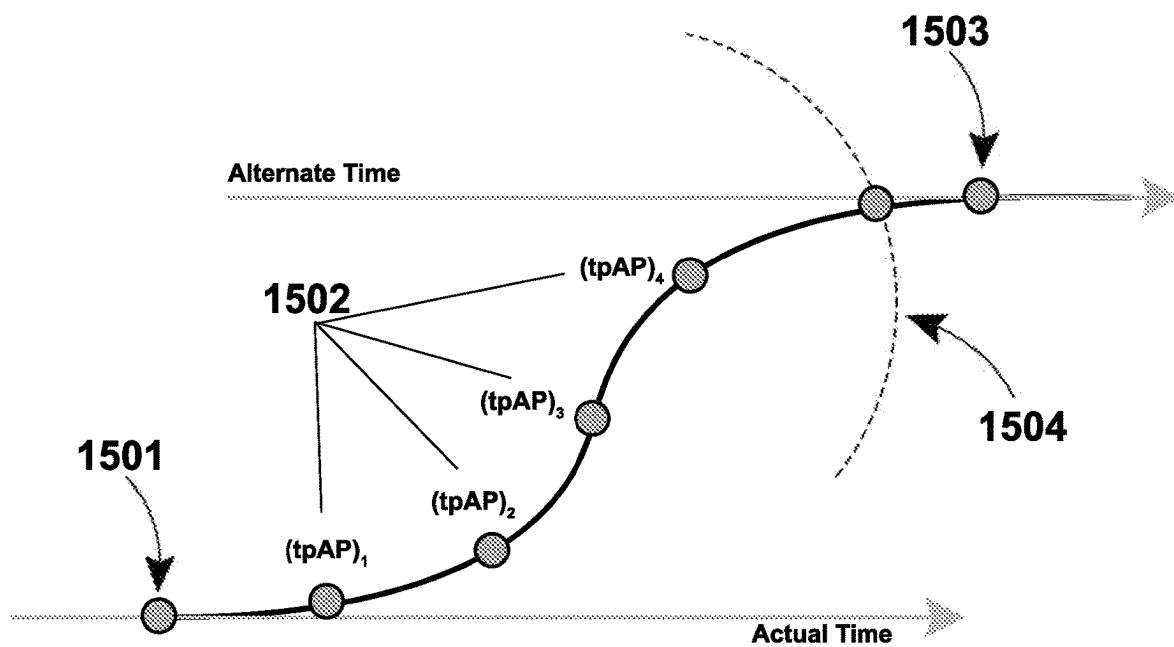 1503
Alternate Time
(tpAP)4
1502
(tpAP)3
1504
1501
(tpAP)2
(tpAP)1
Actual Time